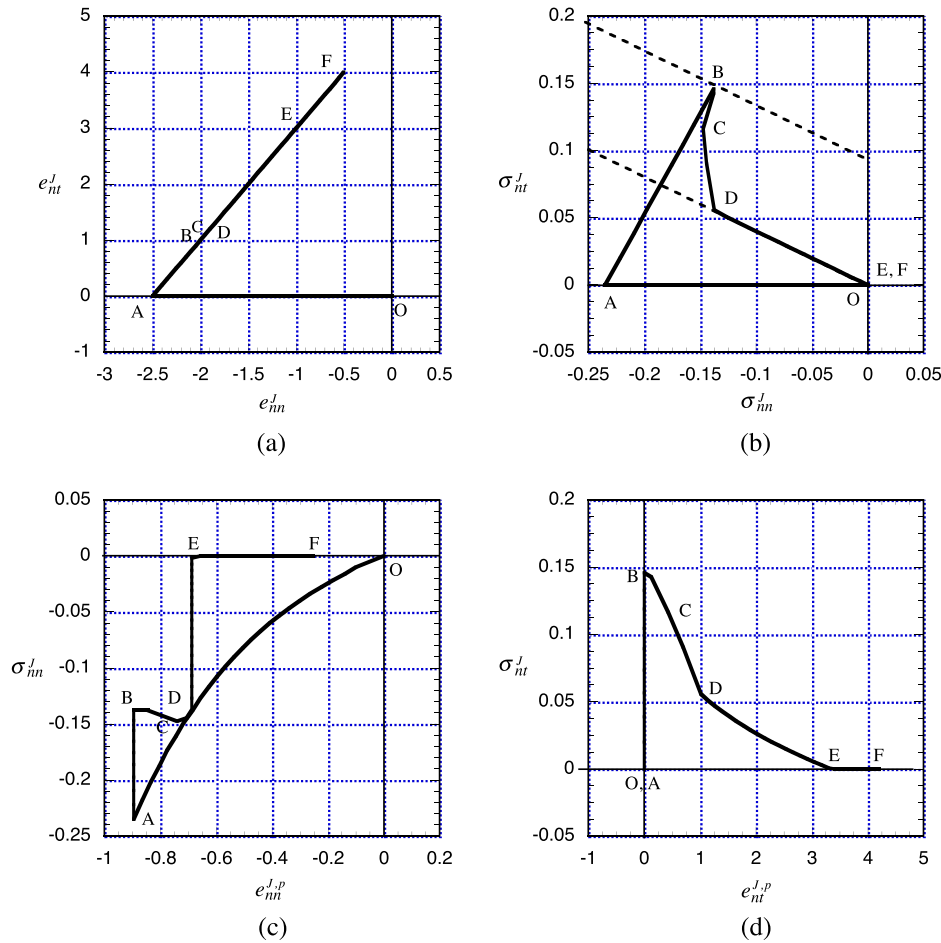 5
4
3
2
1
0
-1
F
E
C
B D
A
O
-3 -2.5 -2 -1.5 -1 -0.5 0 0.5
e^J_nt
e^J_nn
(a)
0.2
0.15
0.1
0.05
0
-0.05
B
C
D
E, F
A
O
-0.25 -0.2 -0.15 -0.1 -0.05 0 0.05
σ^J_nt
σ^J_nn
(b)
0.05
0
-0.05
-0.1
-0.15
-0.2
-0.25
E F
O
B D
C
A
-1 -0.8 -0.6 -0.4 -0.2 0 0.2
σ^J_nn
e^J,p_nn
(c)
0.2
0.15
0.1
0.05
0
-0.05
B
C
D
E F
O, A
-1 0 1 2 3 4 5
σ^J_nt
e^J,p_nt
(d)